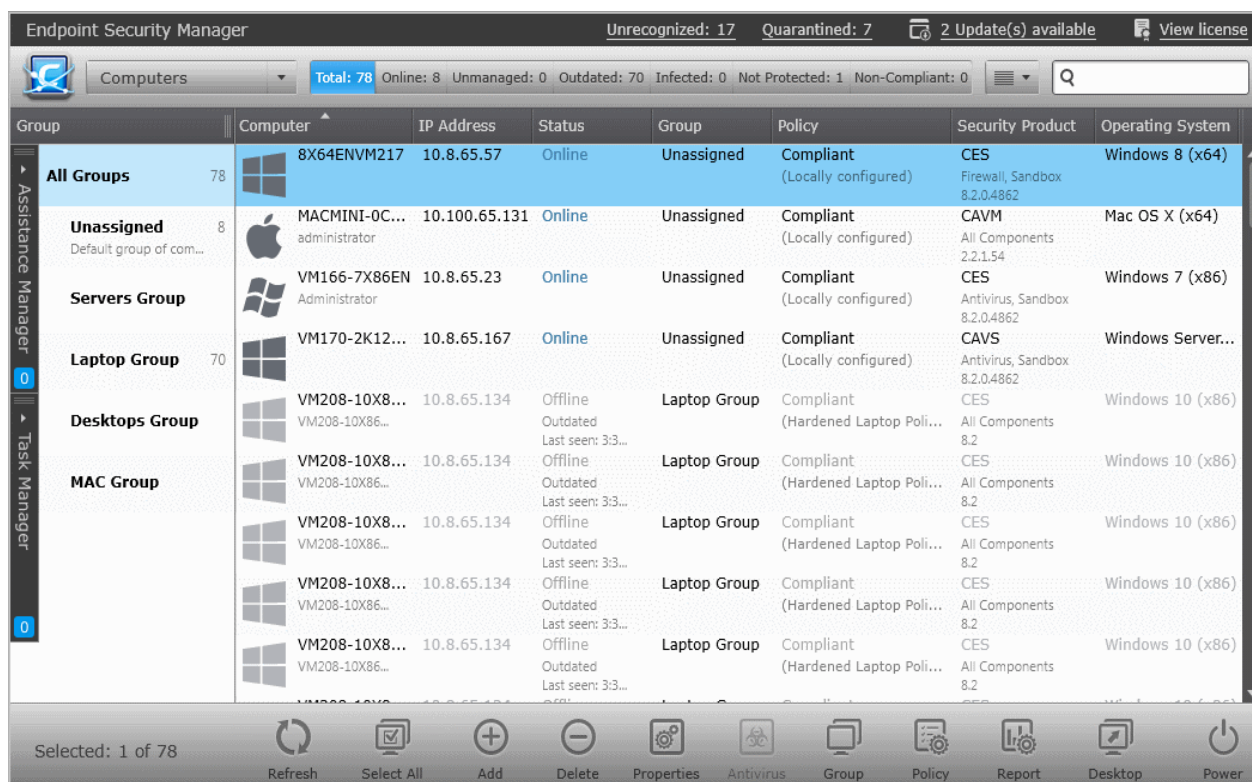 Endpoint Security Manager Unrecognized: 17 Quarantined: 7 2 Update(s) available View license
Computers Total: 78 Online: 8 Unmanaged: 0 Outdated: 70 Infected: 0 Not Protected: 1 Non-Compliant: 0
Group Computer IP Address Status Group Policy Security Product Operating System
Assistance Manager
0
Task Manager
0
All Groups 78
Unassigned 8
Default group of com...
Servers Group
Laptop Group 70
Desktops Group
MAC Group
8X64ENVM217 10.8.65.57 Online Unassigned Compliant CES Windows 8 (x64)
(Locally configured) Firewall, Sandbox
8.2.0.4862
MACMINI-0C... 10.100.65.131 Online Unassigned Compliant CAVM Mac OS X (x64)
administrator (Locally configured) All Components
2.2.1.54
VM166-7X86EN 10.8.65.23 Online Unassigned Compliant CES Windows 7 (x86)
Administrator (Locally configured) Antivirus, Sandbox
8.2.0.4862
VM170-2K12... 10.8.65.167 Online Unassigned Compliant CAVS Windows Server...
(Locally configured) Antivirus, Sandbox
8.2.0.4862
VM208-10X8... 10.8.65.134 Offline Laptop Group Compliant CES Windows 10 (x86)
VM208-10X86... Outdated (Hardened Laptop Poli... All Components
Last seen: 3:3... 8.2
VM208-10X8... 10.8.65.134 Offline Laptop Group Compliant CES Windows 10 (x86)
VM208-10X86... Outdated (Hardened Laptop Poli... All Components
Last seen: 3:3... 8.2
VM208-10X8... 10.8.65.134 Offline Laptop Group Compliant CES Windows 10 (x86)
VM208-10X86... Outdated (Hardened Laptop Poli... All Components
Last seen: 3:3... 8.2
VM208-10X8... 10.8.65.134 Offline Laptop Group Compliant CES Windows 10 (x86)
VM208-10X86... Outdated (Hardened Laptop Poli... All Components
Last seen: 3:3... 8.2
VM208-10X8... 10.8.65.134 Offline Laptop Group Compliant CES Windows 10 (x86)
VM208-10X86... Outdated (Hardened Laptop Poli... All Components
Last seen: 3:3... 8.2
Selected: 1 of 78 Refresh Select All Add Delete Properties Antivirus Group Policy Report Desktop Power